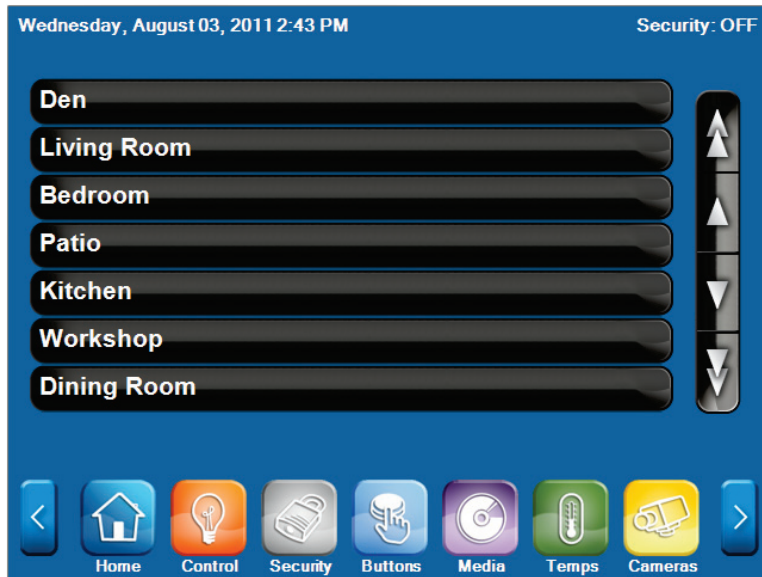 Wednesday, August 03, 2011 2:43 PM Security: OFF
Den
Living Room
Bedroom
Patio
Kitchen
Workshop
Dining Room
Home Control Security Buttons Media Temps Cameras